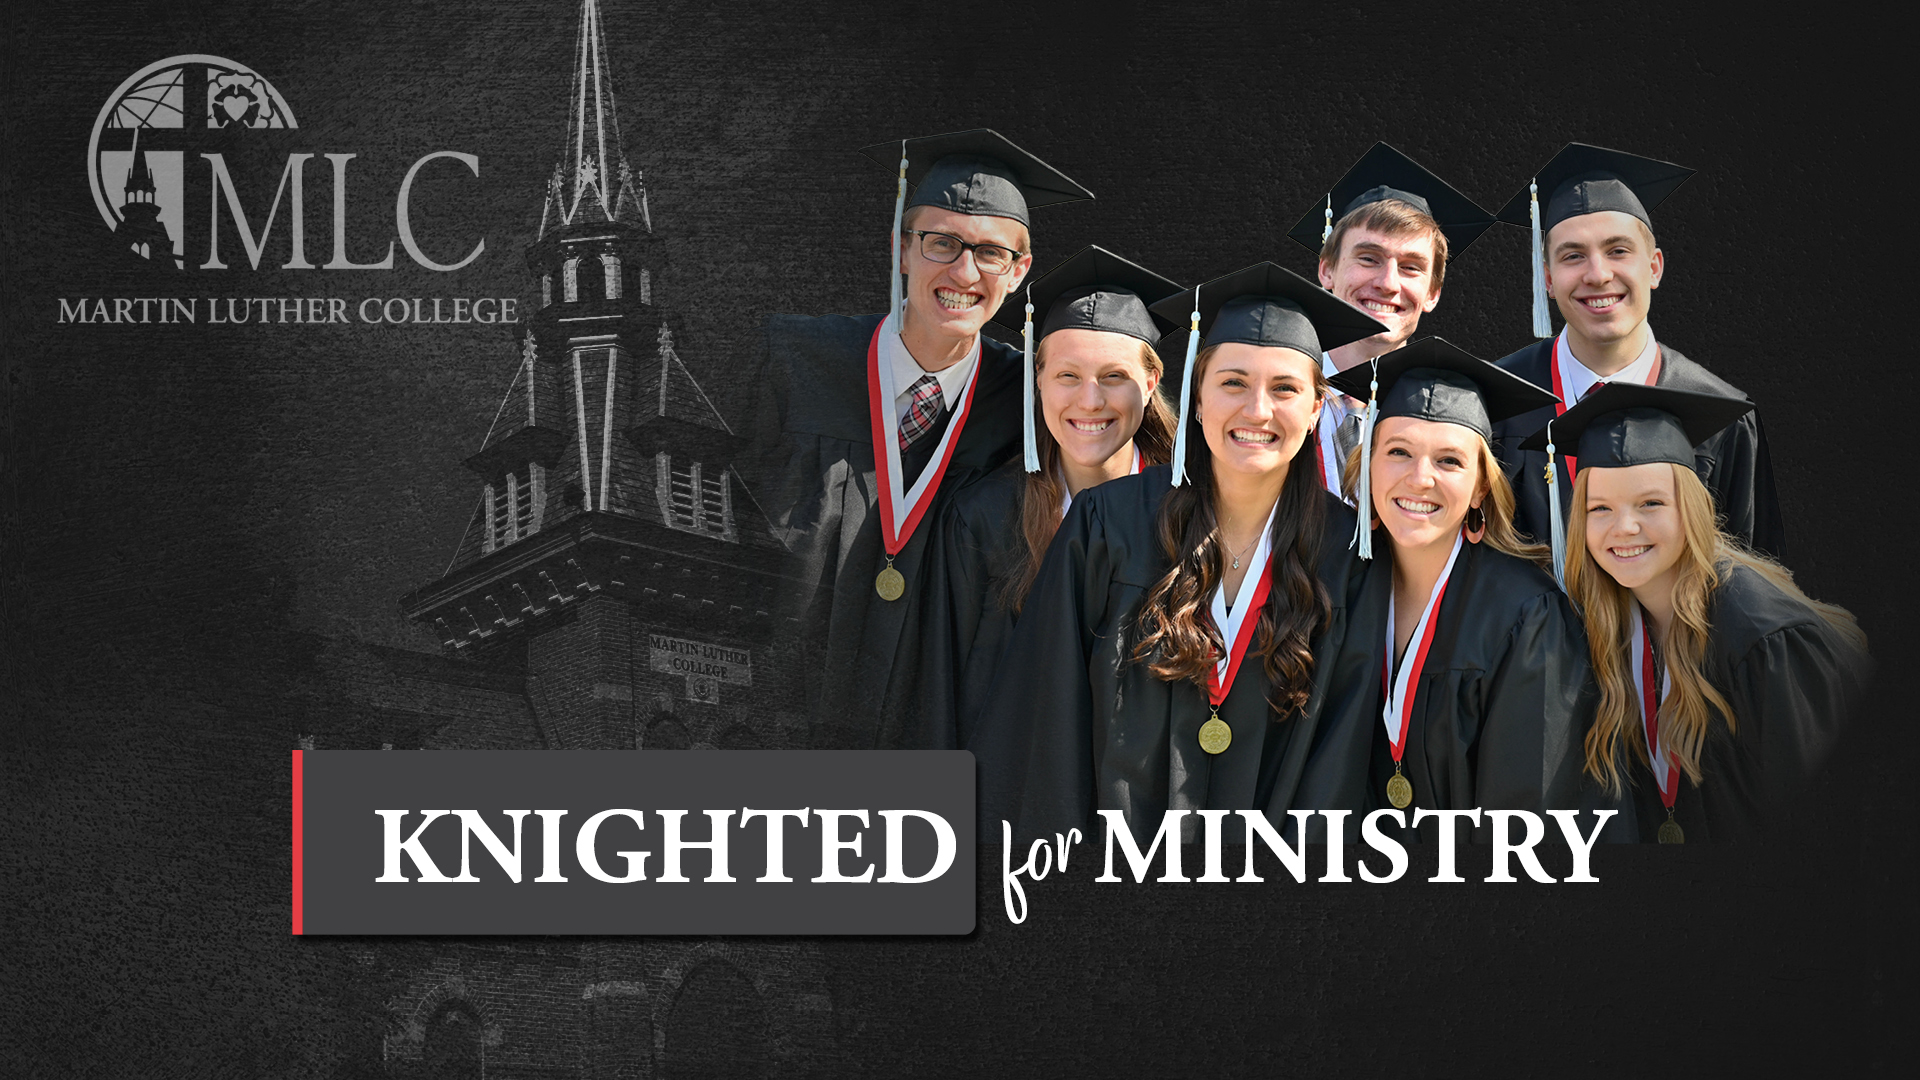 MLC
MARTIN LUTHER COLLEGE
MARTIN LUTHER
COLLEGE
KNIGHTED for MINISTRY